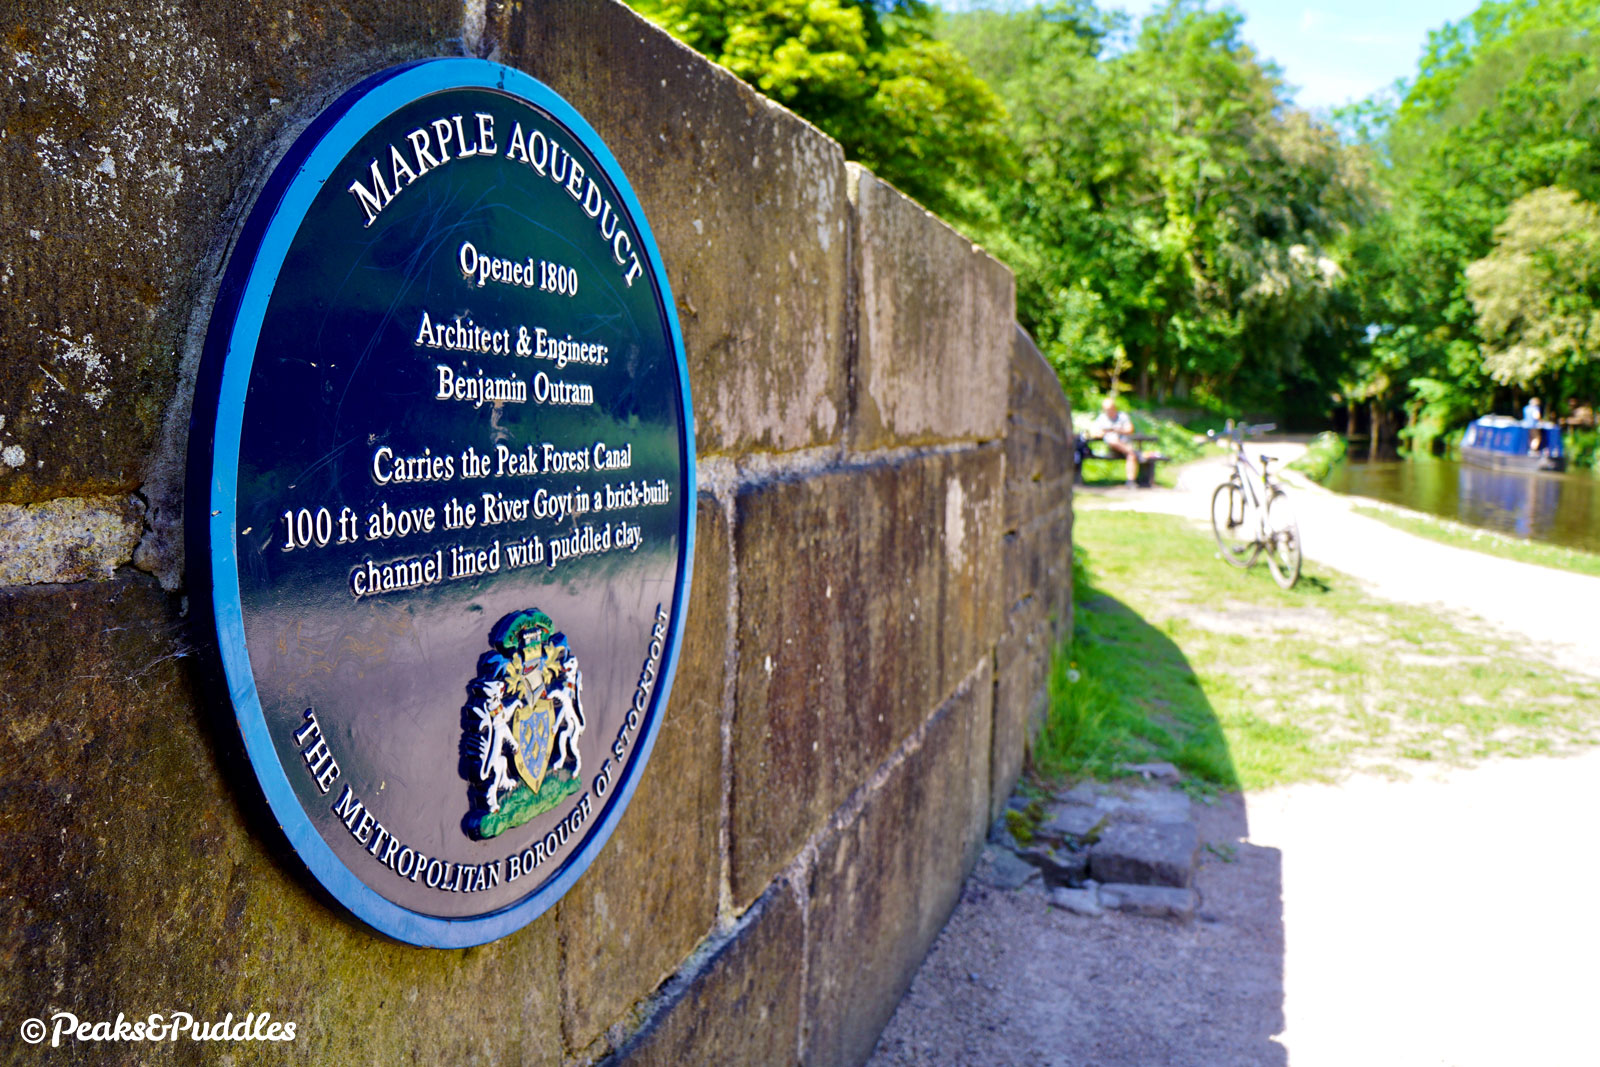 MARPLE AQUEDUCT
Opened 1800
Architect & Engineer:
Benjamin Outram
Carries the Peak Forest Canal
100 ft above the River Goyt in a brick-built
channel lined with puddled clay.
THE METROPOLITAN BOROUGH OF STOCKPORT
©Peaks&Puddles